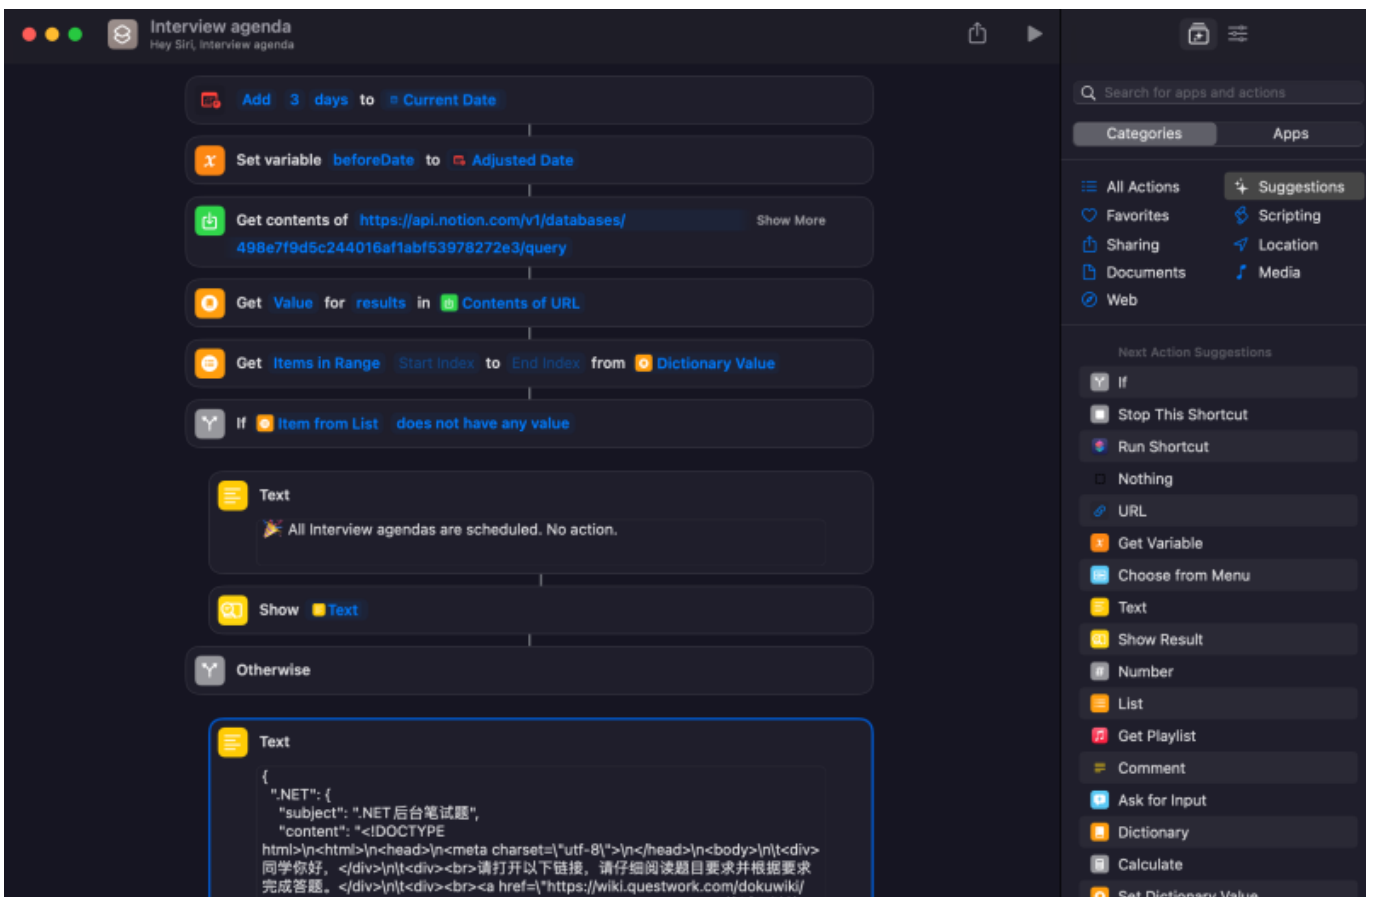 Interview agenda
Hey Siri, Interview agenda
Add 3 days to Current Date
Set variable beforeDate to Adjusted Date
Get contents of https://api.notion.com/v1/databases/ Show More
498e7f9d5c244016af1abf53978272e3/query
Get Value for results in Contents of URL
Get Items in Range Start Index to End Index from Dictionary Value
If Item from List does not have any value
Text
🎉 All Interview agendas are scheduled. No action.
Show Text
Otherwise
Text
{
".NET": {
"subject": ".NET后台笔试题",
"content": "<!DOCTYPE
html>\n<html>\n<head>\n<meta charset=\"utf-8\">\n</head>\n<body>\n\t<div>
同学你好，</div>\n\t<div><br>请打开以下链接，请仔细阅读题目要求并根据要求
完成答题。</div>\n\t<div><br><a href=\"https://wiki.questwork.com/dokuwiki/
Search for apps and actions
Categories Apps
All Actions Suggestions
Favorites Scripting
Sharing Location
Documents Media
Web
Next Action Suggestions
If
Stop This Shortcut
Run Shortcut
Nothing
URL
Get Variable
Choose from Menu
Text
Show Result
Number
List
Get Playlist
Comment
Ask for Input
Dictionary
Calculate
Set Dictionary Value